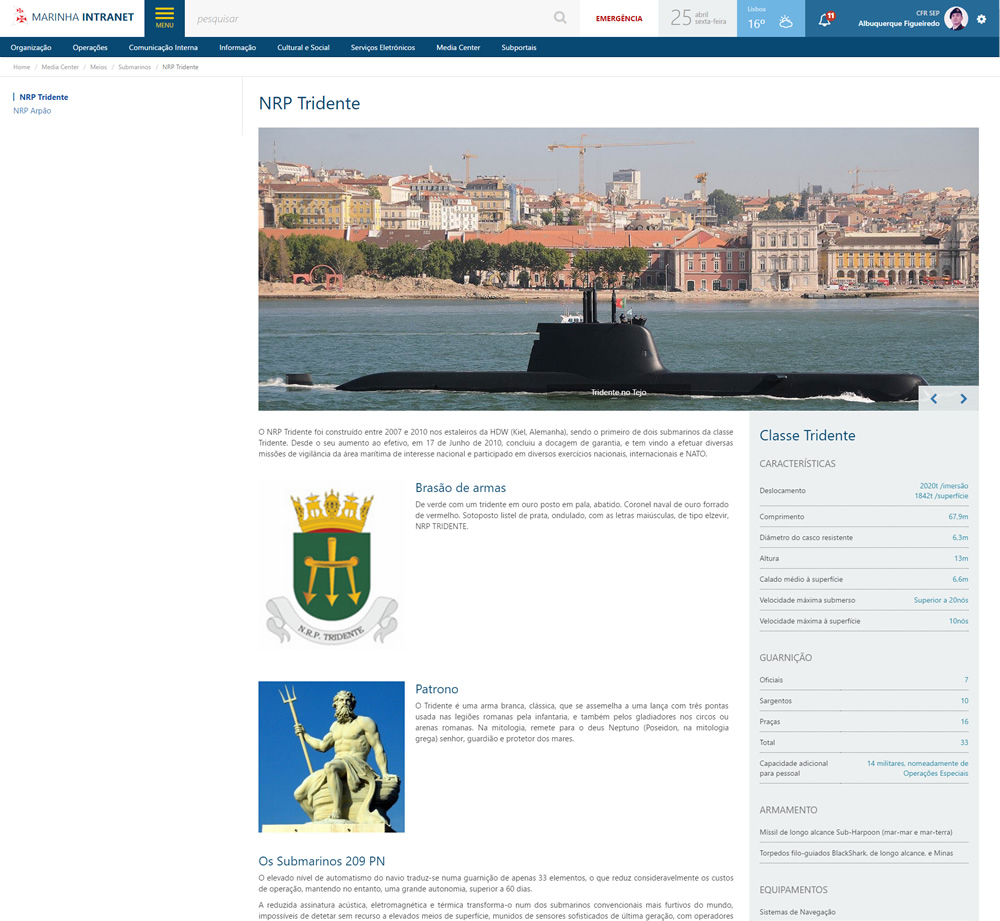 MARINHA INTRANET
MENU
pesquisar
EMERGÊNCIA
25 abril
sexta-feira
Lisboa
16º
11
CFR SEP
Albuquerque Figueiredo
Organização Operações Comunicação Interna Informação Cultural e Social Serviços Eletrónicos Media Center Subportais
Home / Media Center / Meios / Submarinos / NRP Tridente
NRP Tridente
NRP Arpão
NRP Tridente
Tridente no Tejo
O NRP Tridente foi construído entre 2007 e 2010 nos estaleiros da HDW (Kiel, Alemanha), sendo o primeiro de dois submarinos da classe
Tridente. Desde o seu aumento ao efetivo, em 17 de Junho de 2010, concluiu a docagem de garantia, e tem vindo a efetuar diversas
missões de vigilância da área marítima de interesse nacional e participado em diversos exercícios nacionais, internacionais e NATO.
Brasão de armas
De verde com um tridente em ouro posto em pala, abatido. Coronel naval de ouro forrado
de vermelho. Sotoposto listel de prata, ondulado, com as letras maiúsculas, de tipo elzevir,
NRP TRIDENTE.
N.R.P. TRIDENTE
Patrono
O Tridente é uma arma branca, clássica, que se assemelha a uma lança com três pontas
usada nas legiões romanas pela infantaria, e também pelos gladiadores nos circos ou
arenas romanas. Na mitologia, remete para o deus Neptuno (Poseidon, na mitologia
grega) senhor, guardião e protetor dos mares.
Os Submarinos 209 PN
O elevado nível de automatismo do navio traduz-se numa guarnição de apenas 33 elementos, o que reduz consideravelmente os custos
de operação, mantendo no entanto, uma grande autonomia, superior a 60 dias.
A reduzida assinatura acústica, eletromagnética e térmica transforma-o num dos submarinos convencionais mais furtivos do mundo,
impossíveis de detetar sem recurso a elevados meios de superfície, munidos de sensores sofisticados de última geração, com operadores
Classe Tridente
CARACTERÍSTICAS
Deslocamento 2020t /imersão
1842t /superfície
Comprimento 67,9m
Diâmetro do casco resistente 6,3m
Altura 13m
Calado médio à superfície 6,6m
Velocidade máxima submerso Superior a 20nós
Velocidade máxima à superfície 10nós
GUARNIÇÃO
Oficiais 7
Sargentos 10
Praças 16
Total 33
Capacidade adicional 14 militares, nomeadamente de
para pessoal Operações Especiais
ARMAMENTO
Míssil de longo alcance Sub-Harpoon (mar-mar e mar-terra)
Torpedos filo-guiados BlackShark, de longo alcance, e Minas
EQUIPAMENTOS
Sistemas de Navegação